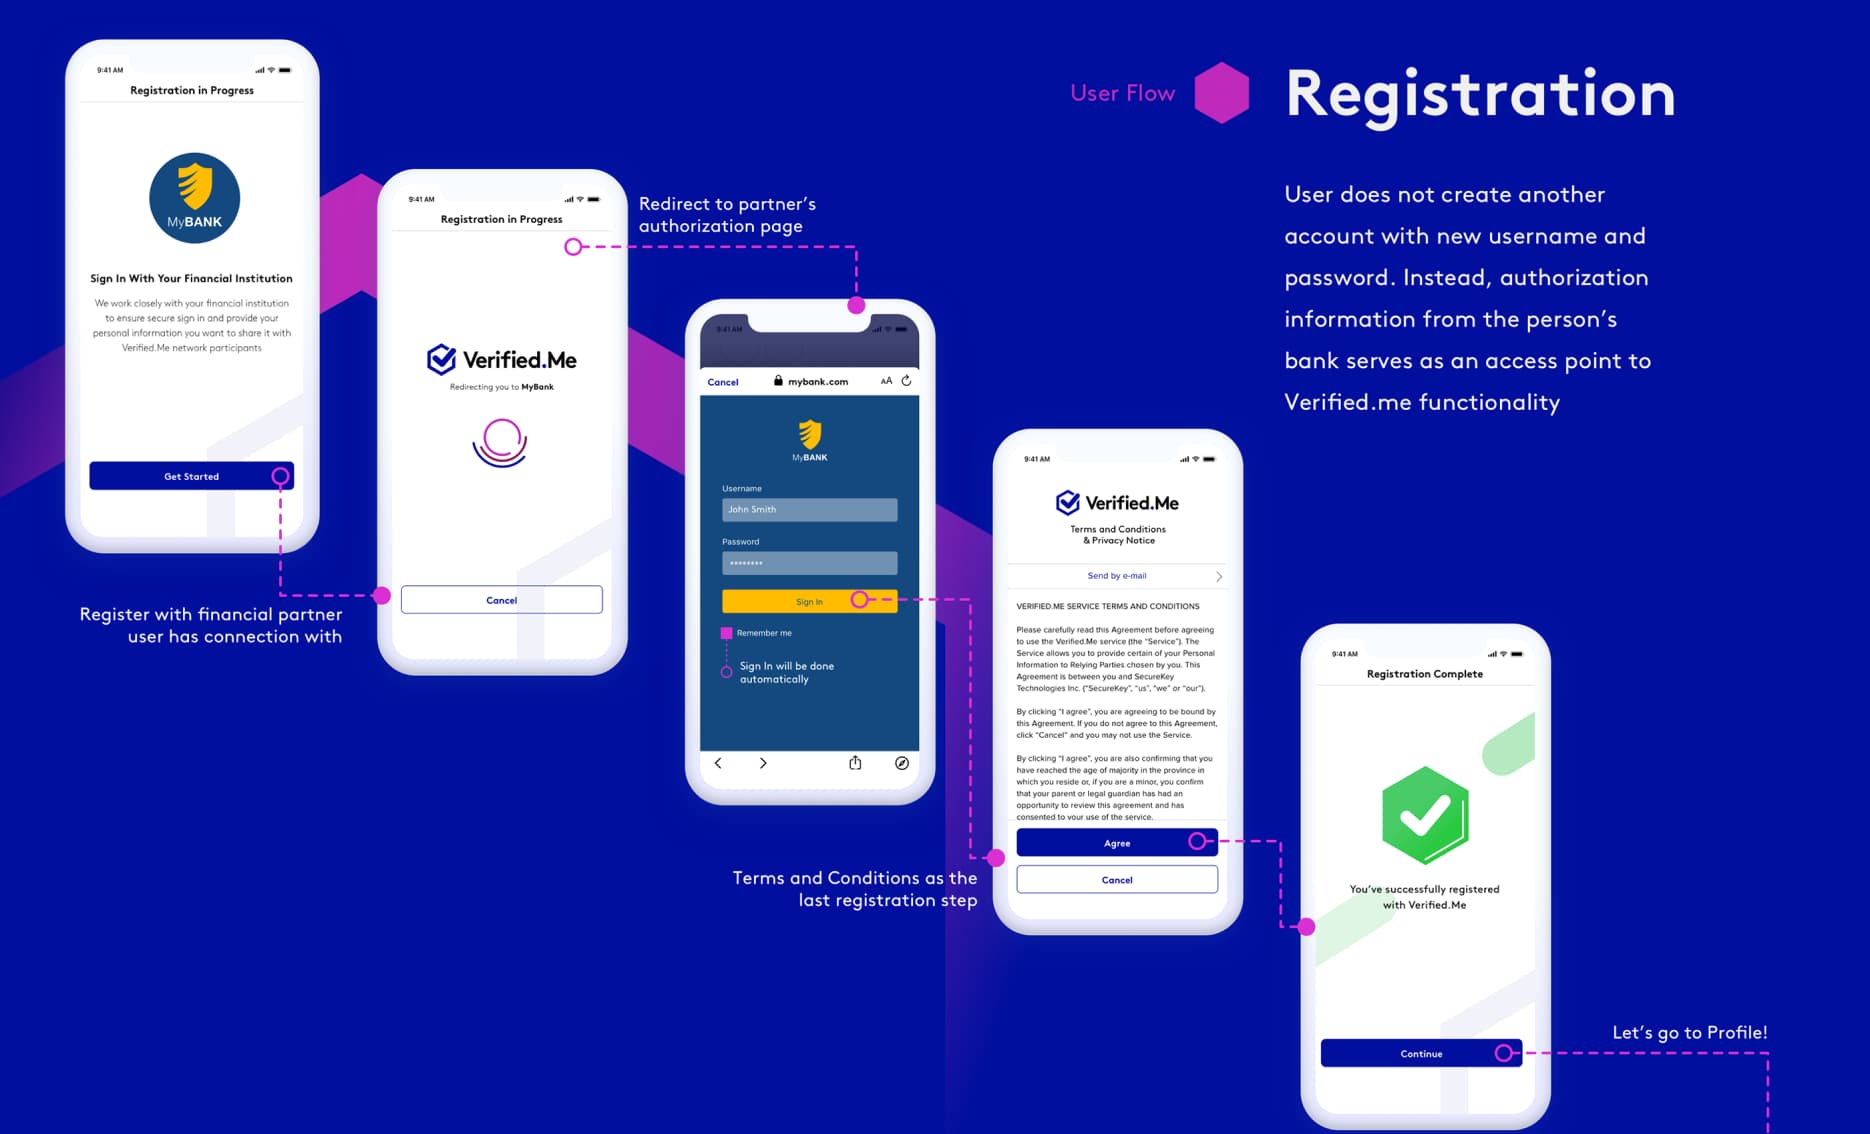 User Flow
Registration
User does not create another
account with new username and
password. Instead, authorization
information from the person's
bank serves as an access point to
Verified.me functionality
9:41 AM
Registration in Progress
MyBANK
Sign In With Your Financial Institution
We work closely with your financial institution
to ensure secure sign in and provide your
personal information you want to share it with
Verified.Me network participants
Get Started
Register with financial partner
user has connection with
9:41 AM
Registration in Progress
Verified.Me
Redirecting you to MyBank
Cancel
Redirect to partner's
authorization page
9:41 AM
Cancel
mybank.com
AA
MyBANK
Username
John Smith
Password
********
Sign In
Remember me
Sign In will be done
automatically
Terms and Conditions as the
last registration step
9:41 AM
Verified.Me
Terms and Conditions
& Privacy Notice
Send by e-mail
VERIFIED.ME SERVICE TERMS AND CONDITIONS
Please carefully read this Agreement before agreeing
to use the Verified.Me service (the "Service"). The
Service allows you to provide certain of your Personal
Information to Relying Parties chosen by you. This
Agreement is between you and SecureKey
Technologies Inc. ("SecureKey", "us", "we" or "our").
By clicking "I agree", you are agreeing to be bound by
this Agreement. If you do not agree to this Agreement,
click "Cancel" and you may not use the Service.
By clicking "I agree", you are also confirming that you
have reached the age of majority in the province in
which you reside or, if you are a minor, you confirm
that your parent or legal guardian has had an
opportunity to review this agreement and has
consented to your use of the service.
Agree
Cancel
9:41 AM
Registration Complete
You've successfully registered
with Verified.Me
Continue
Let's go to Profile!